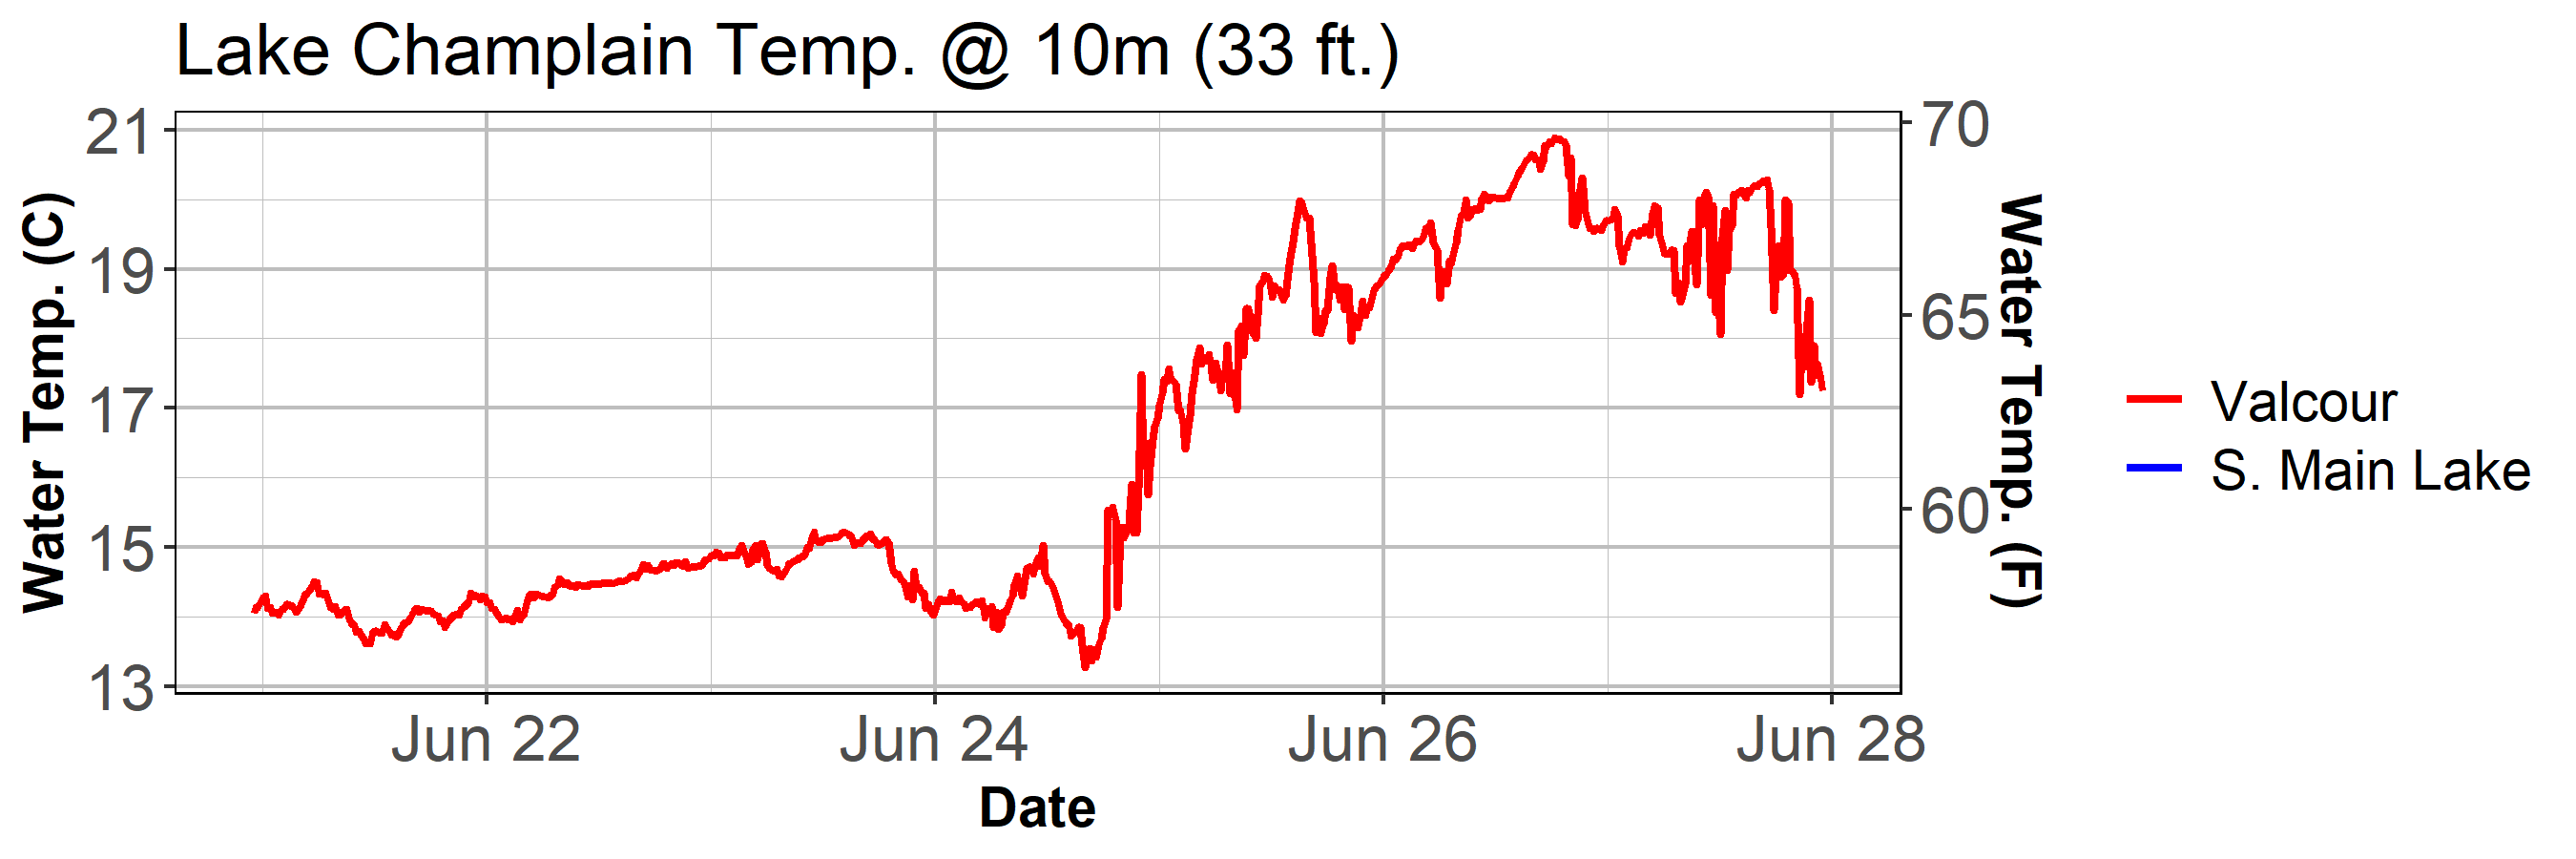 Lake Champlain Temp. @ 10m (33 ft.)
Water Temp. (C)
21
19
17
15
13
70
65
60
Water Temp. (F)
Jun 22
Jun 24
Jun 26
Jun 28
Date
Valcour
S. Main Lake